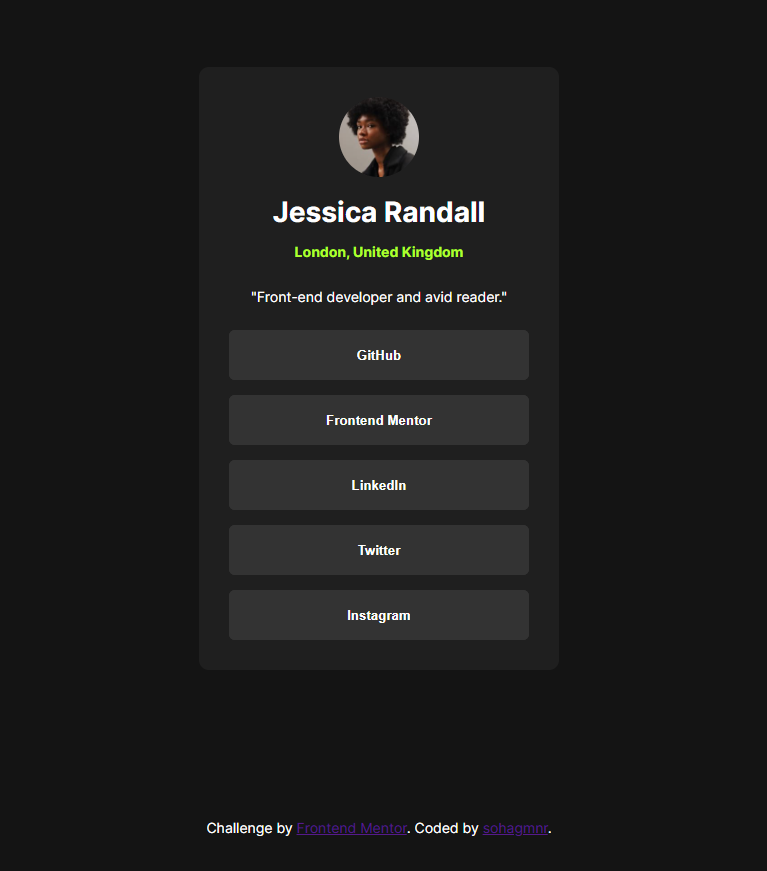 Jessica Randall
London, United Kingdom
"Front-end developer and avid reader."
GitHub
Frontend Mentor
LinkedIn
Twitter
Instagram
Challenge by Frontend Mentor. Coded by sohagmnr.